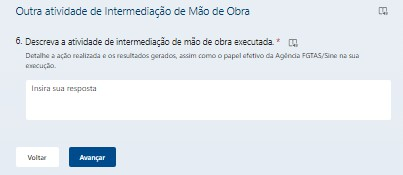 Outra atividade de Intermediação de Mão de Obra
6. Descreva a atividade de intermediação de mão de obra executada. *
Detalhe a ação realizada e os resultados gerados, assim como o papel efetivo da Agência FGTAS/Sine na sua
execução.
Insira sua resposta
Voltar Avançar